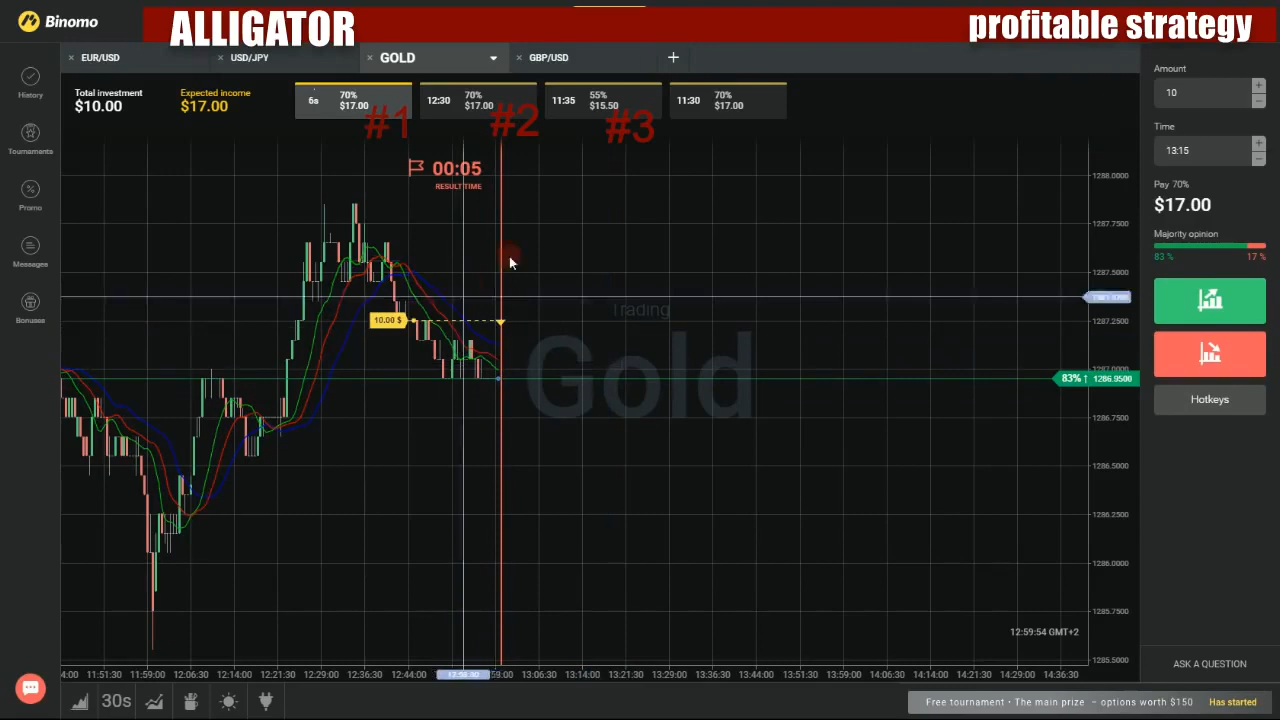 Binomo
ALLIGATOR
profitable strategy
EUR/USD
USD/JPY
GOLD
GBP/USD
Total investment
$10.00
Expected income
$17.00
6s 70% $17.00
12:30 70% $17.00
11:35 55% $15.50
11:30 70% $17.00
#1
#2
#3
00:05
RESULT TIME
10.00 $
Trading
Gold
1288.0000
1287.7500
1287.5000
1287.2500
1287.0000
83% ↑ 1286.9500
1286.7500
1286.5000
1286.2500
1286.0000
1285.7500
1285.5000
12:59:54 GMT+2
4:00 11:51:30 11:59:00 12:06:30 12:14:00 12:21:30 12:29:00 12:36:30 12:44:00 59:00 13:06:30 13:14:00 13:21:30 13:29:00 13:36:30 13:44:00 13:51:30 13:59:00 14:06:30 14:14:00 14:21:30 14:29:00 14:36:30
30s
History
Tournaments
Promo
Messages
Bonuses
Amount
10
+
−
Time
13:15
+
−
Pay 70%
$17.00
Majority opinion
83 % 17 %
Hotkeys
ASK A QUESTION
Free tournament • The main prize – options worth $150 Has started